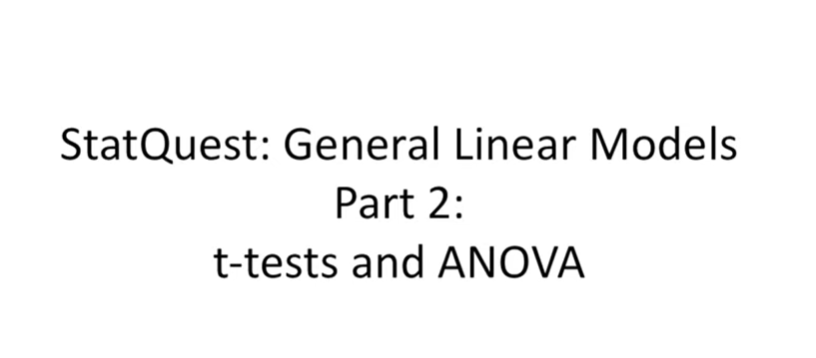 StatQuest: General Linear Models
Part 2:
t-tests and ANOVA